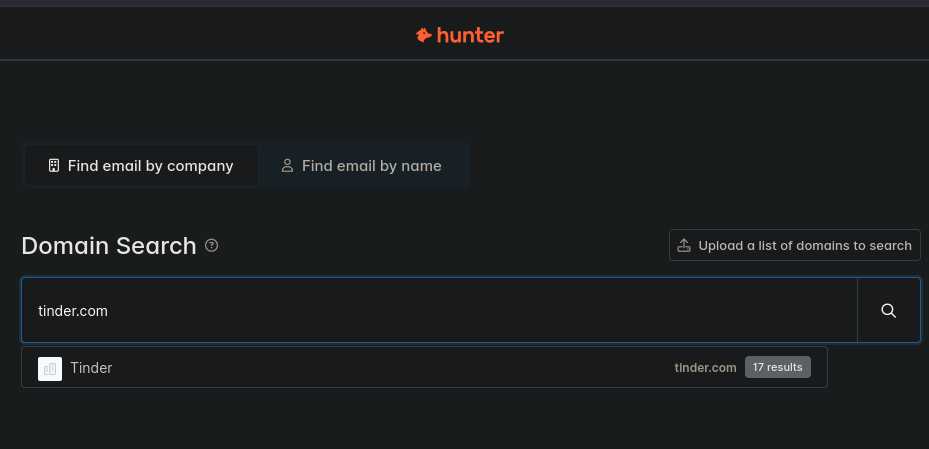 hunter
Find email by company Find email by name
Domain Search ? Upload a list of domains to search
tinder.com
Tinder tinder.com 17 results